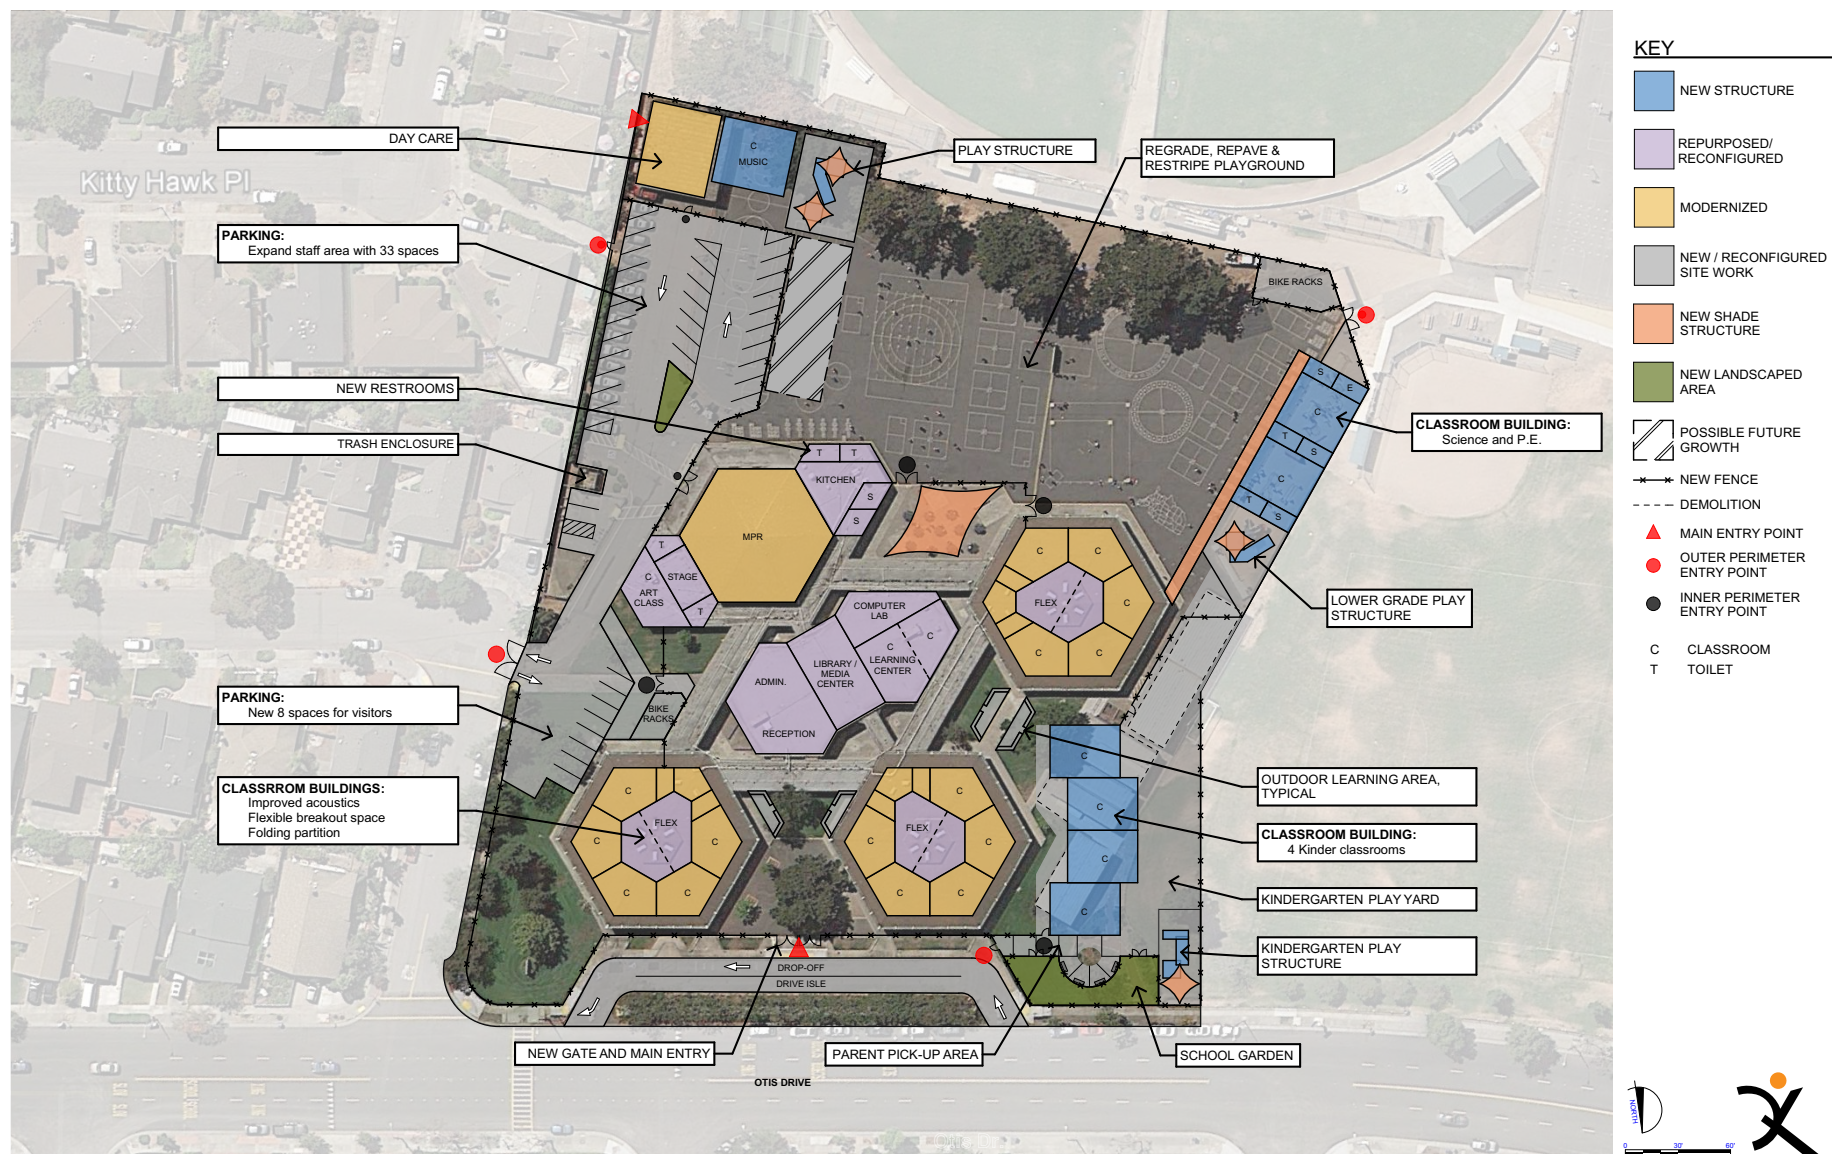 KEY
NEW STRUCTURE
REPURPOSED/
RECONFIGURED
MODERNIZED
NEW / RECONFIGURED
SITE WORK
NEW SHADE
STRUCTURE
NEW LANDSCAPED
AREA
POSSIBLE FUTURE
GROWTH
NEW FENCE
DEMOLITION
MAIN ENTRY POINT
OUTER PERIMETER
ENTRY POINT
INNER PERIMETER
ENTRY POINT
C CLASSROOM
T TOILET
NORTH
0 30' 60'
Kitty Hawk Pl
DAY CARE
PARKING:
Expand staff area with 33 spaces
NEW RESTROOMS
TRASH ENCLOSURE
PARKING:
New 8 spaces for visitors
CLASSRROM BUILDINGS:
Improved acoustics
Flexible breakout space
Folding partition
PLAY STRUCTURE
REGRADE, REPAVE &
RESTRIPE PLAYGROUND
CLASSROOM BUILDING:
Science and P.E.
LOWER GRADE PLAY
STRUCTURE
OUTDOOR LEARNING AREA,
TYPICAL
CLASSROOM BUILDING:
4 Kinder classrooms
KINDERGARTEN PLAY YARD
KINDERGARTEN PLAY
STRUCTURE
NEW GATE AND MAIN ENTRY
PARENT PICK-UP AREA
SCHOOL GARDEN
OTIS DRIVE
C
MUSIC
BIKE RACKS
S
E
C
T
S
C
T
S
T
T
KITCHEN
S
S
MPR
T
STAGE
C
ART
CLASS
T
COMPUTER
LAB
C
C
LEARNING
CENTER
LIBRARY /
MEDIA
CENTER
ADMIN.
RECEPTION
BIKE
RACKS
C
C
FLEX
C
C
C
C
FLEX
C
C
C
C
C
FLEX
C
C
C
C
C
C
C
C
DROP-OFF
DRIVE ISLE